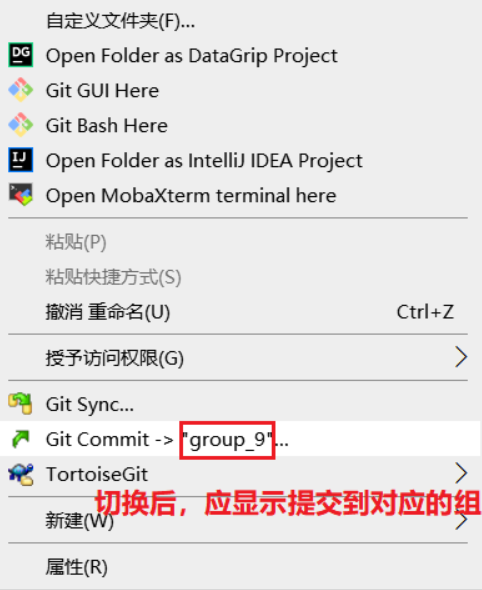 自定义文件夹(F)...
DG Open Folder as DataGrip Project
Git GUI Here
Git Bash Here
IJ Open Folder as IntelliJ IDEA Project
Open MobaXterm terminal here
粘贴(P)
粘贴快捷方式(S)
撤消 重命名(U) Ctrl+Z
授予访问权限(G)
Git Sync...
Git Commit -> "group_9"...
TortoiseGit
切换后，应显示提交到对应的组
新建(W)
属性(R)